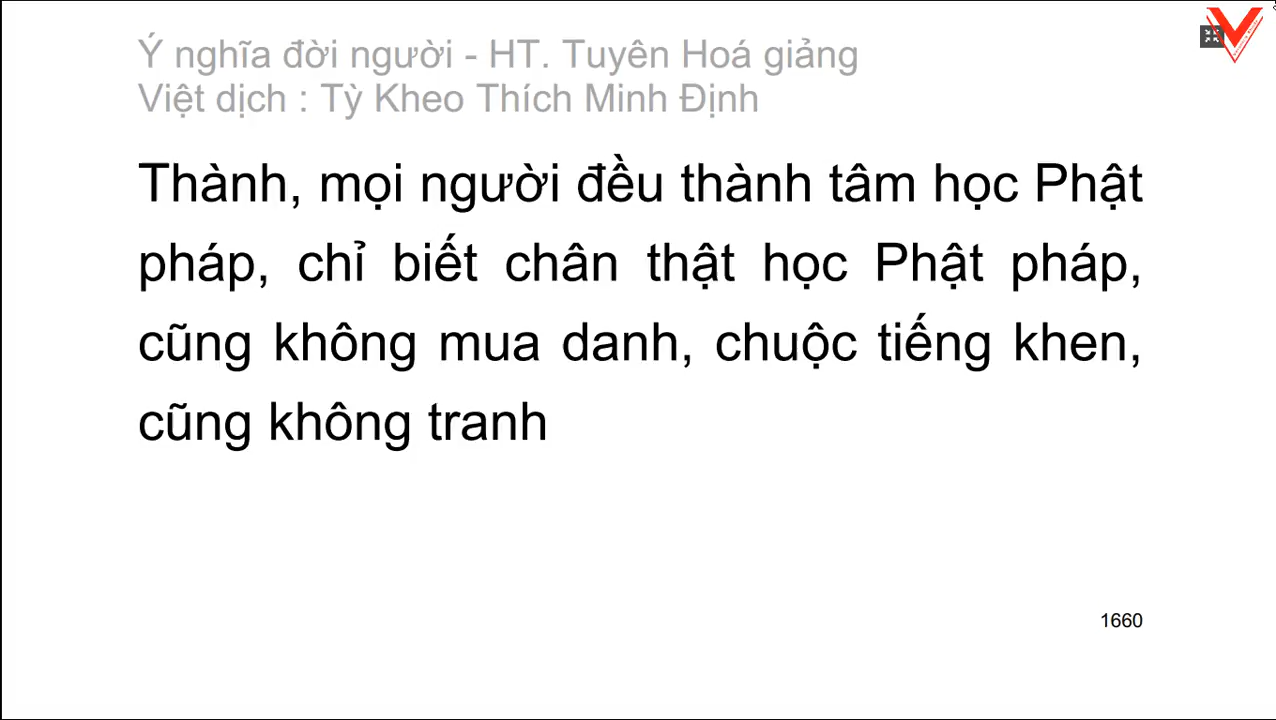 Ý nghĩa đời người - HT. Tuyên Hoá giảng
Việt dịch : Tỳ Kheo Thích Minh Định
Thành, mọi người đều thành tâm học Phật
pháp, chỉ biết chân thật học Phật pháp,
cũng không mua danh, chuộc tiếng khen,
cũng không tranh
1660